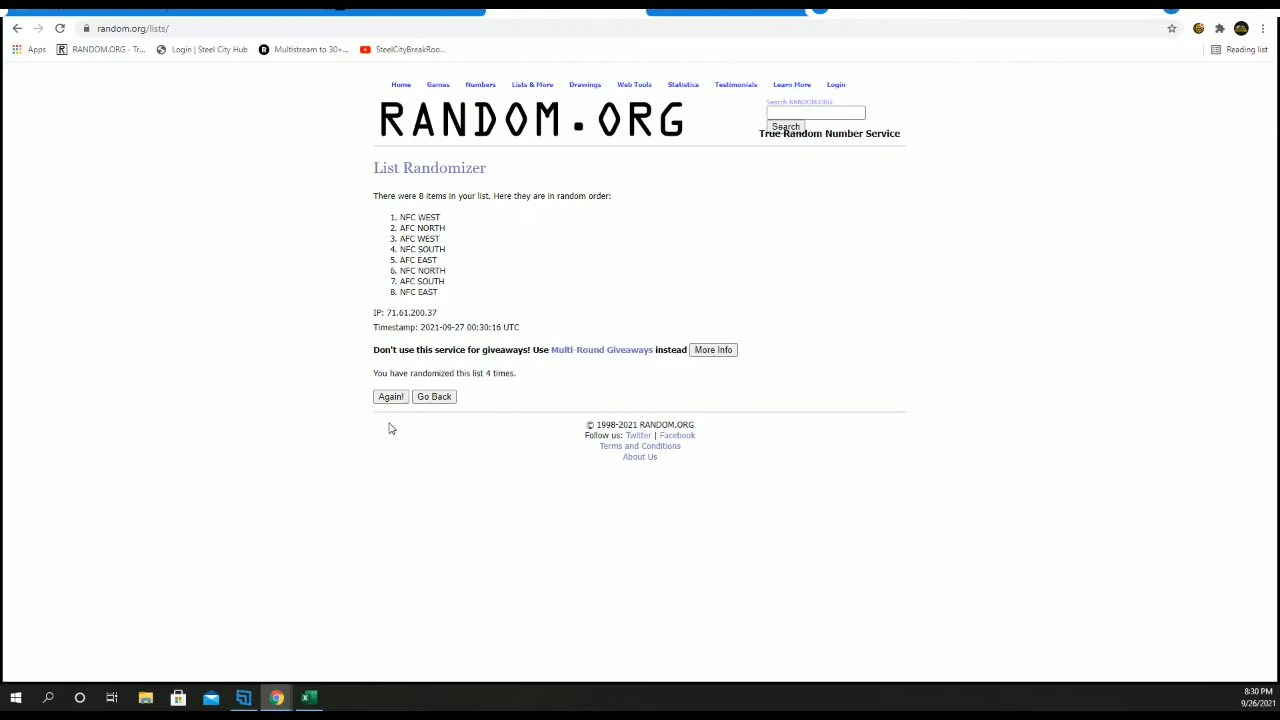 random.org/lists/
Apps
RANDOM.ORG - Tr...
Login | Steel City Hub
Multistream to 30+...
SteelCityBreakRoo...
Reading list
Home Games Numbers Lists & More Drawings Web Tools Statistics Testimonials Learn More Login
RANDOM.ORG
Search RANDOM.ORG
Search
True Random Number Service
List Randomizer
There were 8 items in your list. Here they are in random order:
1. NFC WEST
2. AFC NORTH
3. AFC WEST
4. NFC SOUTH
5. AFC EAST
6. NFC NORTH
7. AFC SOUTH
8. NFC EAST
IP: 71.61.200.37
Timestamp: 2021-09-27 00:30:16 UTC
Don't use this service for giveaways! Use Multi-Round Giveaways instead More Info
You have randomized this list 4 times.
Again! Go Back
© 1998-2021 RANDOM.ORG
Follow us: Twitter | Facebook
Terms and Conditions
About Us
8:30 PM
9/26/2021